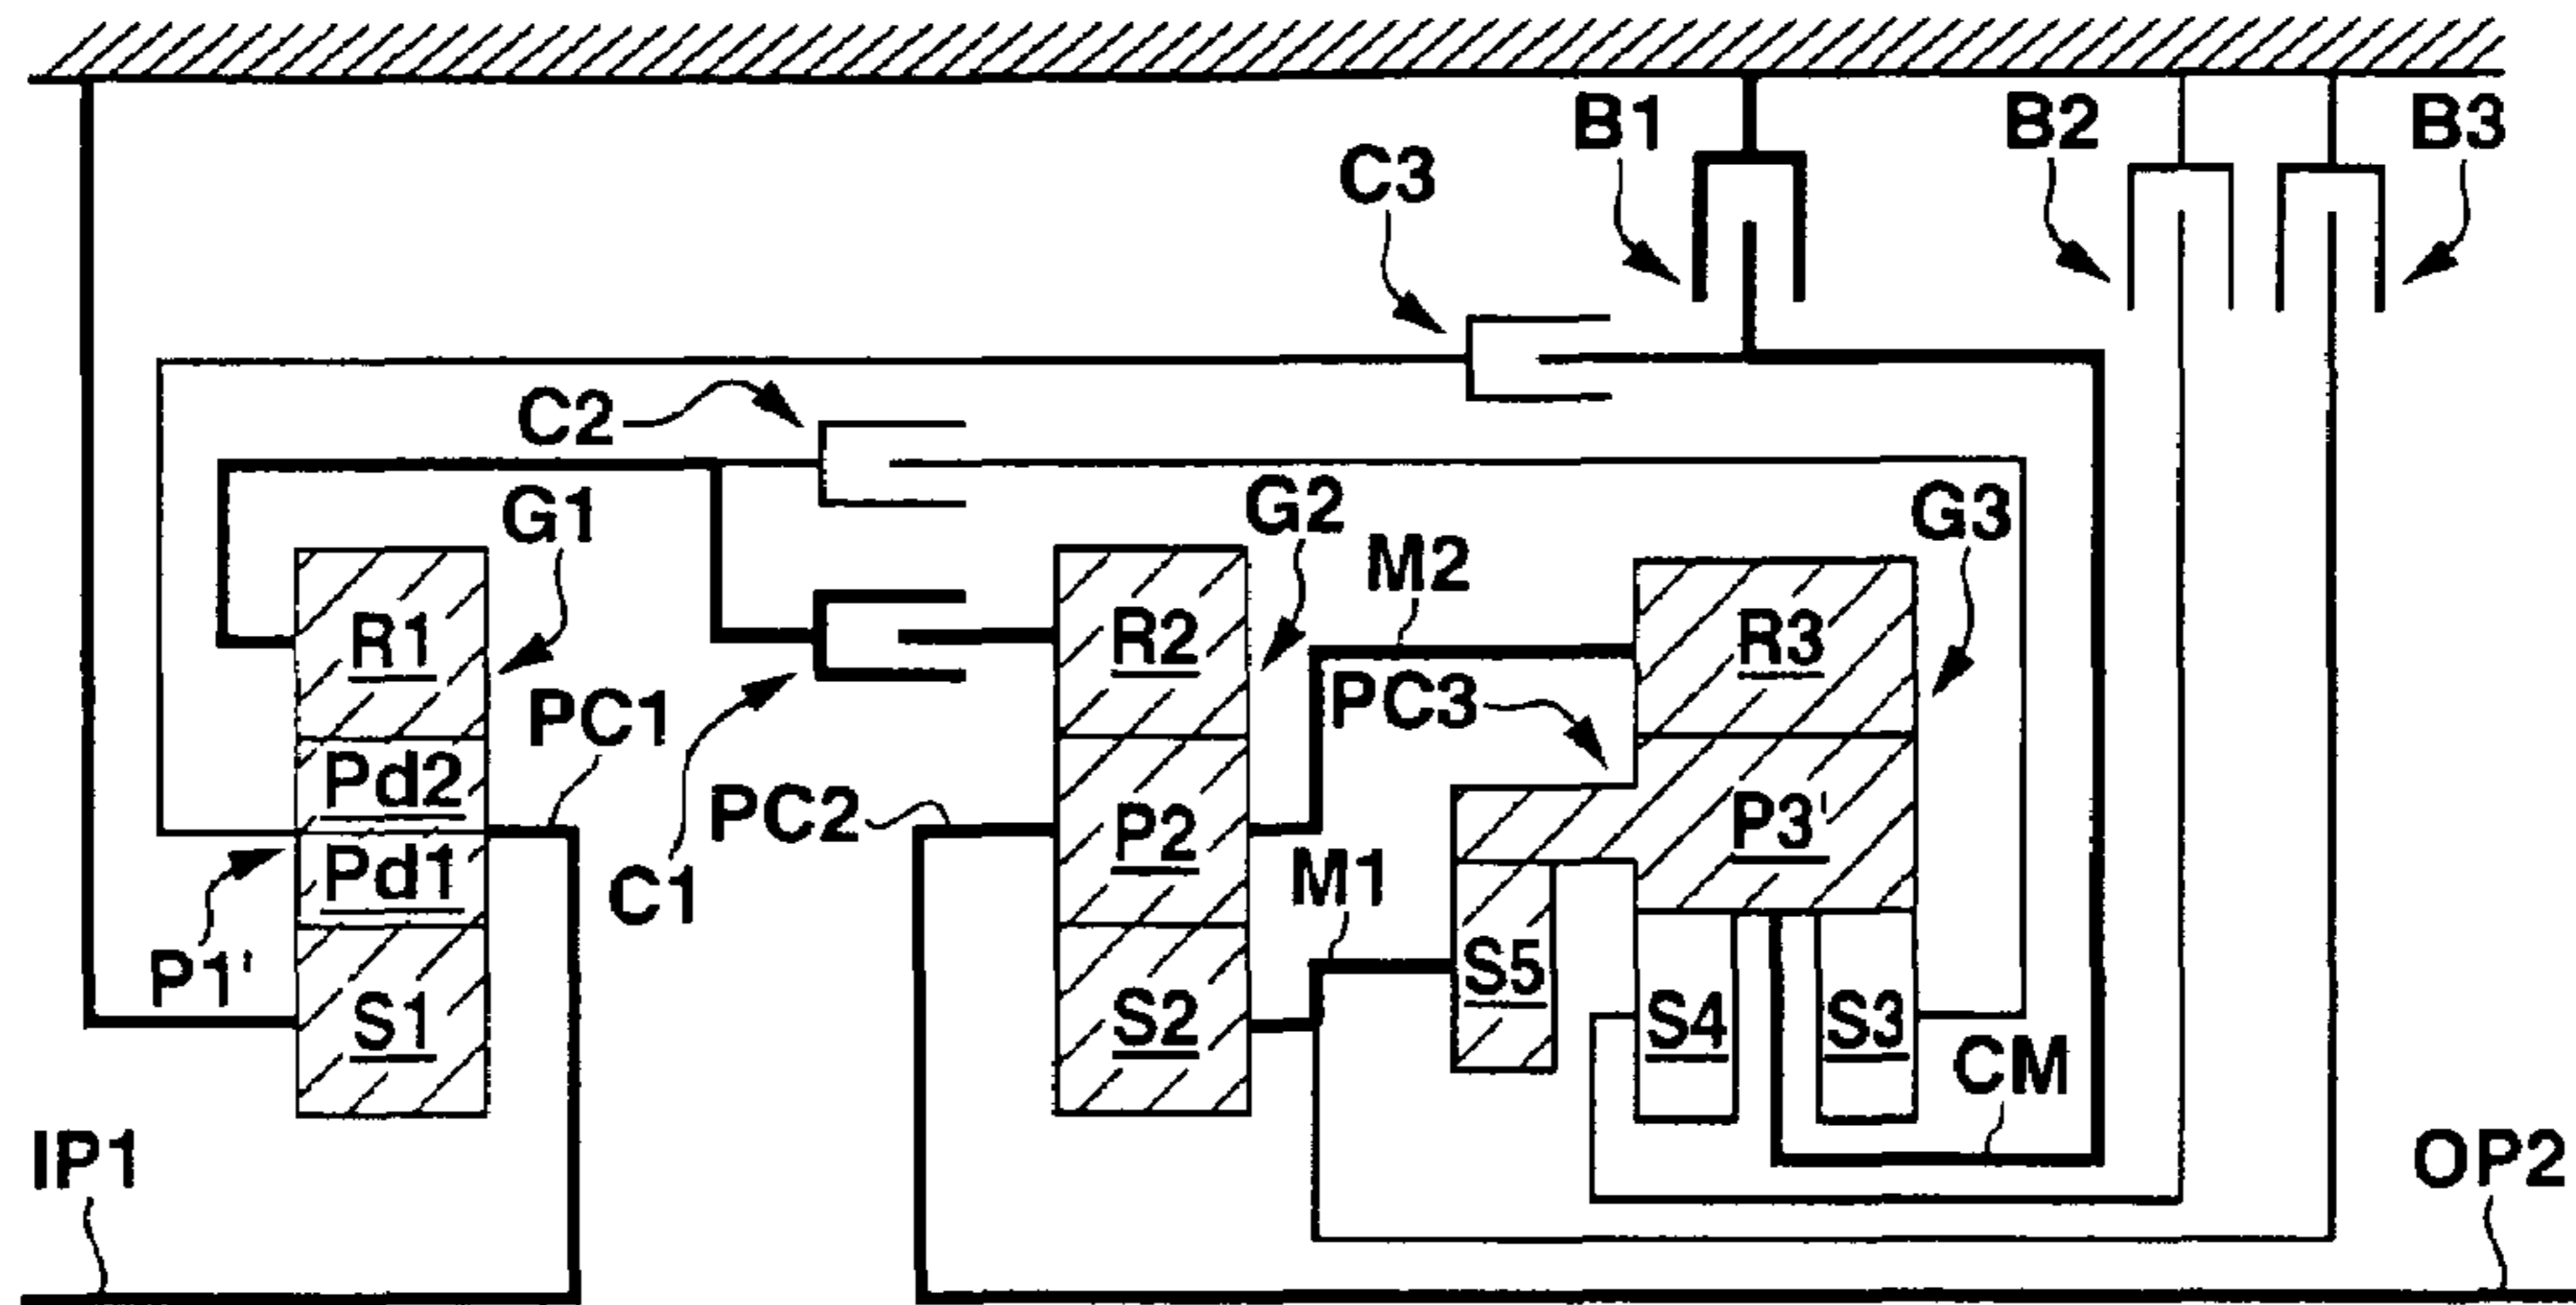 B1
B2
B3
C3
C2
G1
G2
G3
M2
R1
R2
R3
PC1
PC3
Pd2
PC2
P2
P3'
Pd1
C1
M1
P1'
S1
S2
S5
S4
S3
CM
IP1
OP2